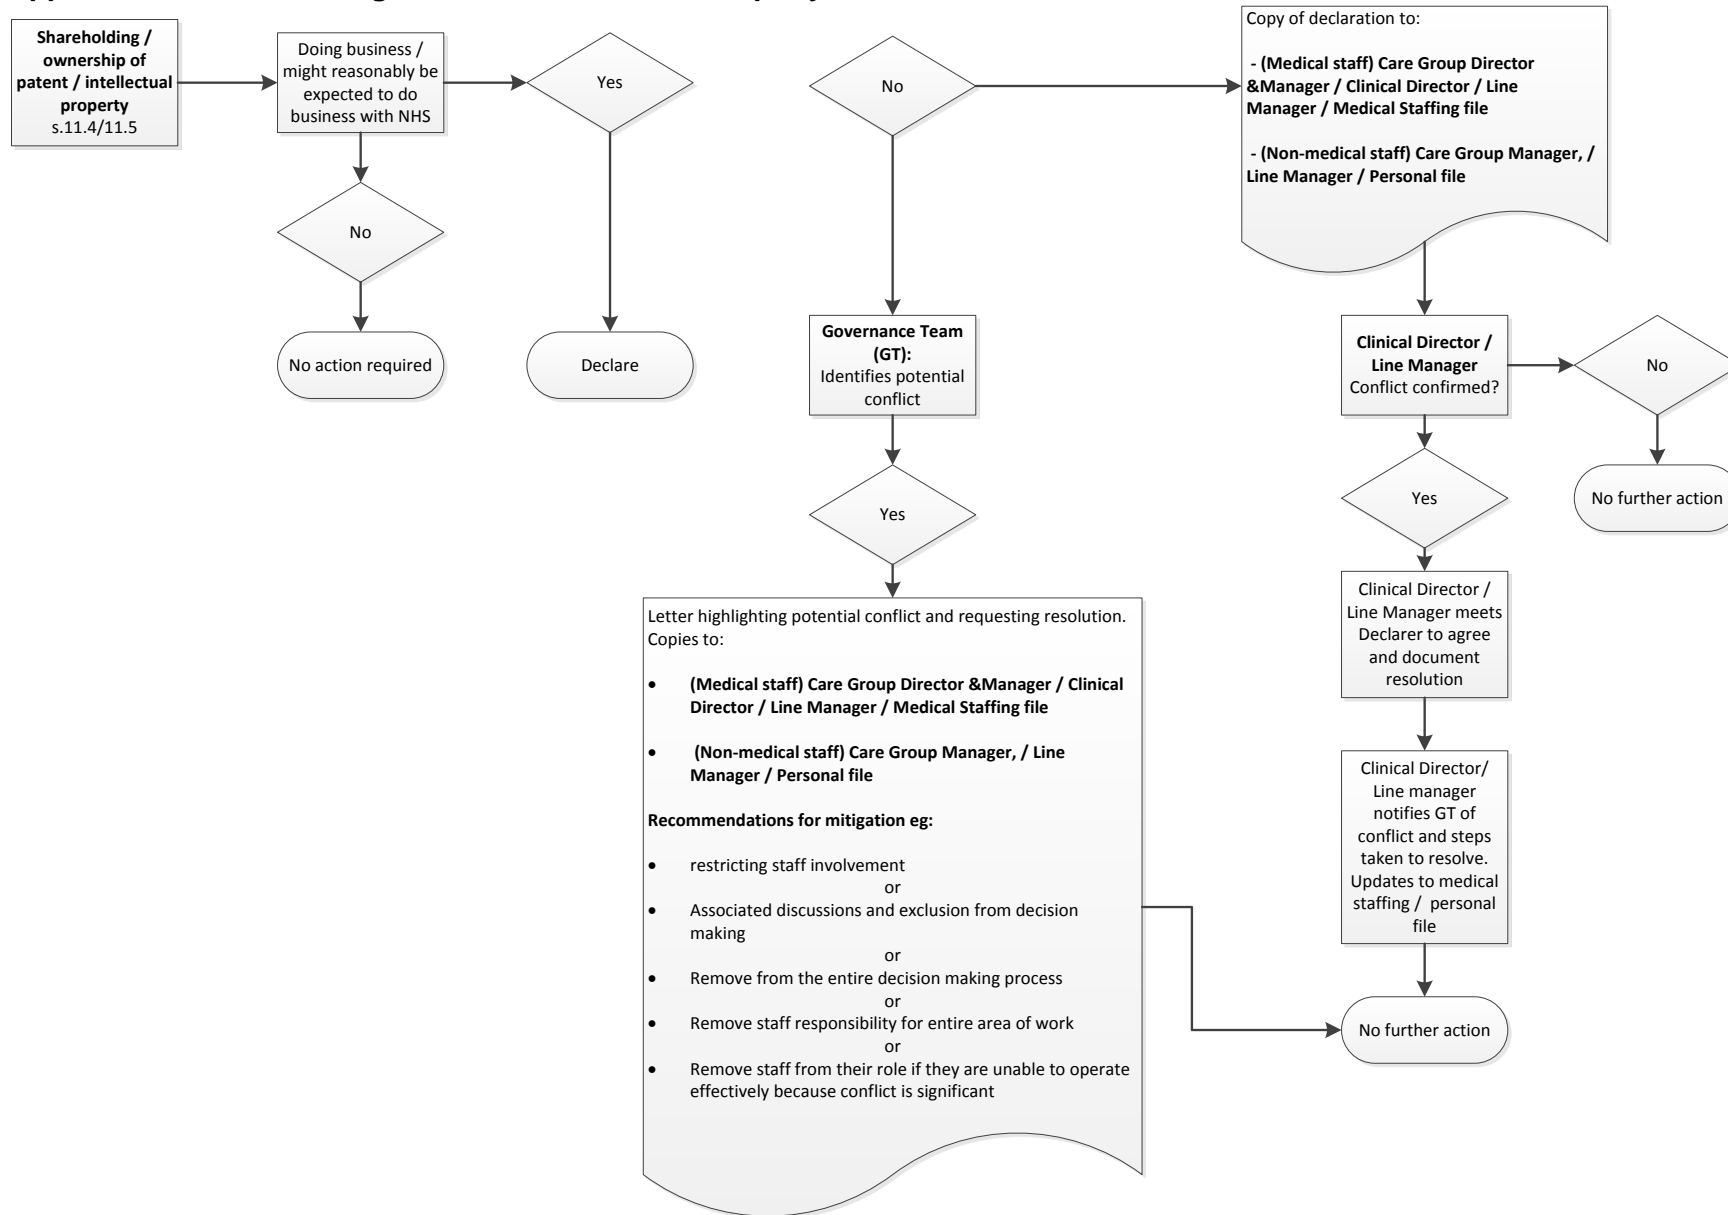 Shareholding /
ownership of
patent / intellectual
property
s.11.4/11.5
Doing business /
might reasonably be
expected to do
business with NHS
Yes
No
No action required
Declare
No
Governance Team
(GT):
Identifies potential
conflict
Yes
Letter highlighting potential conflict and requesting resolution.
Copies to:
• (Medical staff) Care Group Director &Manager / Clinical
Director / Line Manager / Medical Staffing file
• (Non-medical staff) Care Group Manager, / Line
Manager / Personal file
Recommendations for mitigation eg:
• restricting staff involvement
or
• Associated discussions and exclusion from decision
making
or
• Remove from the entire decision making process
or
• Remove staff responsibility for entire area of work
or
• Remove staff from their role if they are unable to operate
effectively because conflict is significant
Copy of declaration to:
- (Medical staff) Care Group Director
&Manager / Clinical Director / Line
Manager / Medical Staffing file
- (Non-medical staff) Care Group Manager, /
Line Manager / Personal file
Clinical Director /
Line Manager
Conflict confirmed?
No
No further action
Yes
Clinical Director /
Line Manager meets
Declarer to agree
and document
resolution
Clinical Director/
Line manager
notifies GT of
conflict and steps
taken to resolve.
Updates to medical
staffing / personal
file
No further action